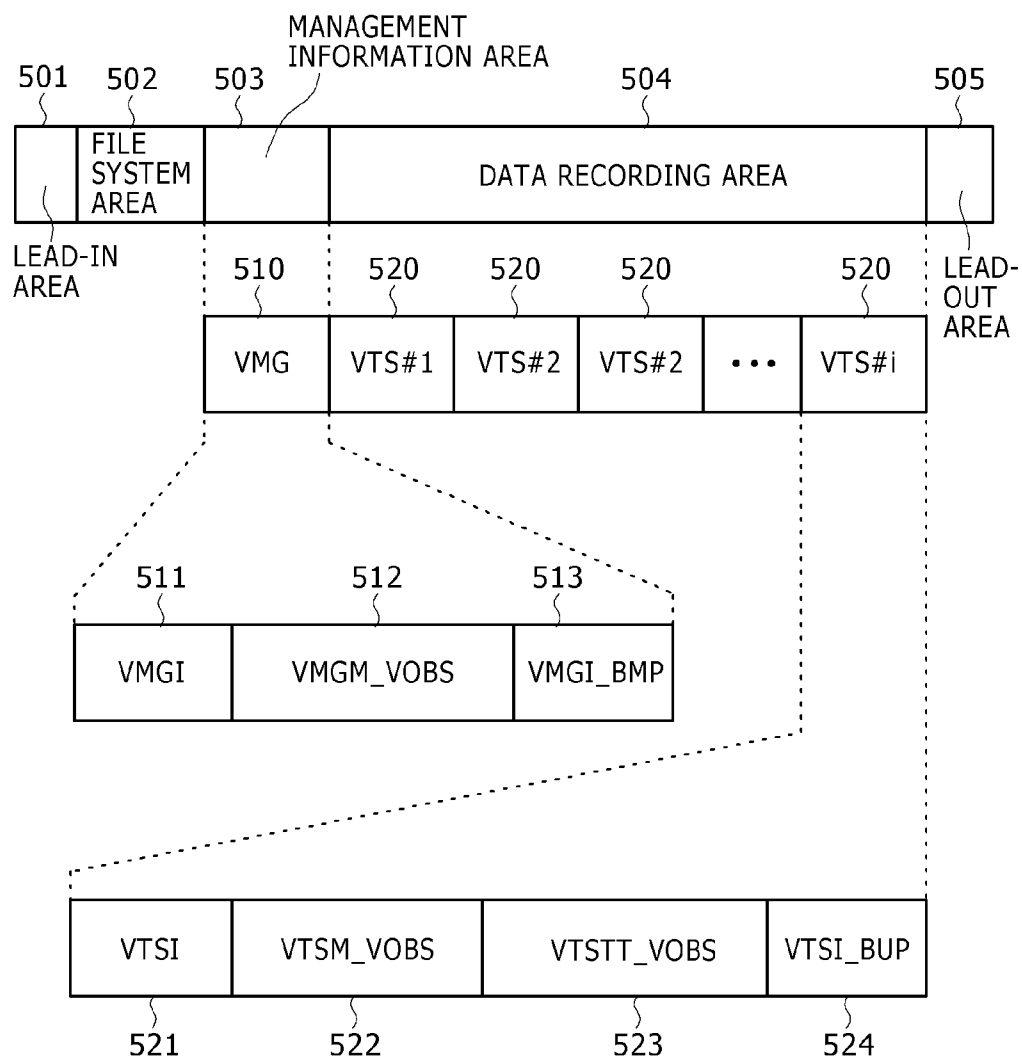 MANAGEMENT
INFORMATION AREA
501 502 503 504 505
FILE
SYSTEM
AREA
DATA RECORDING AREA
LEAD-IN
AREA
LEAD-
OUT
AREA
510 520 520 520 520
VMG VTS#1 VTS#2 VTS#2 ••• VTS#i
511 512 513
VMGI VMGM_VOBS VMGI_BMP
VTSI VTSM_VOBS VTSTT_VOBS VTSI_BUP
521 522 523 524